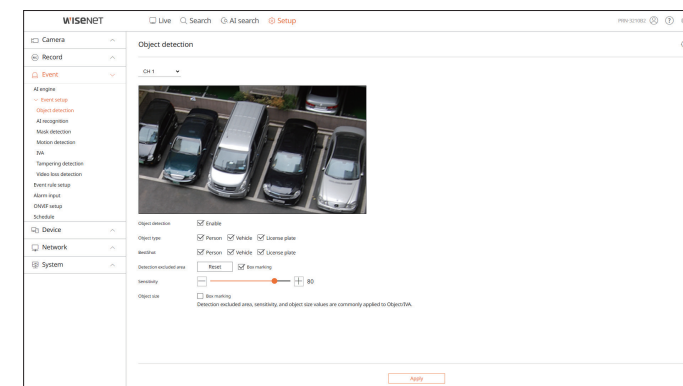 WISENET
Live Search AI search Setup
PRN-3210B2
Camera
Record
Event
AI engine
Event setup
Object detection
AI recognition
Mask detection
Motion detection
IVA
Tampering detection
Video loss detection
Event rule setup
Alarm input
ONVIF setup
Schedule
Device
Network
System
Object detection
CH 1
Object detection Enable
Object type Person Vehicle License plate
BestShot Person Vehicle License plate
Detection excluded area Reset Box marking
Sensitivity 80
Object size Box marking
Detection excluded area, sensitivity, and object size values are commonly applied to Object/IVA.
Apply